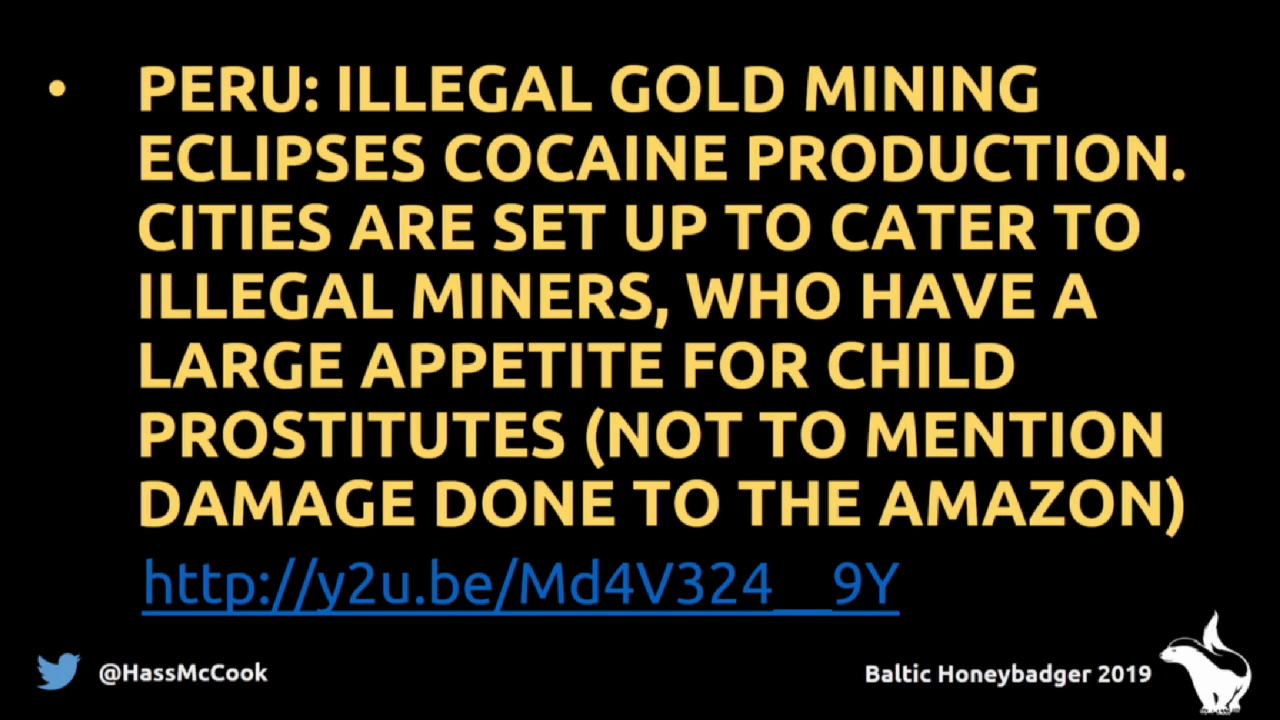 • PERU: ILLEGAL GOLD MINING
ECLIPSES COCAINE PRODUCTION.
CITIES ARE SET UP TO CATER TO
ILLEGAL MINERS, WHO HAVE A
LARGE APPETITE FOR CHILD
PROSTITUTES (NOT TO MENTION
DAMAGE DONE TO THE AMAZON)
http://y2u.be/Md4V324__9Y
@HassMcCook
Baltic Honeybadger 2019